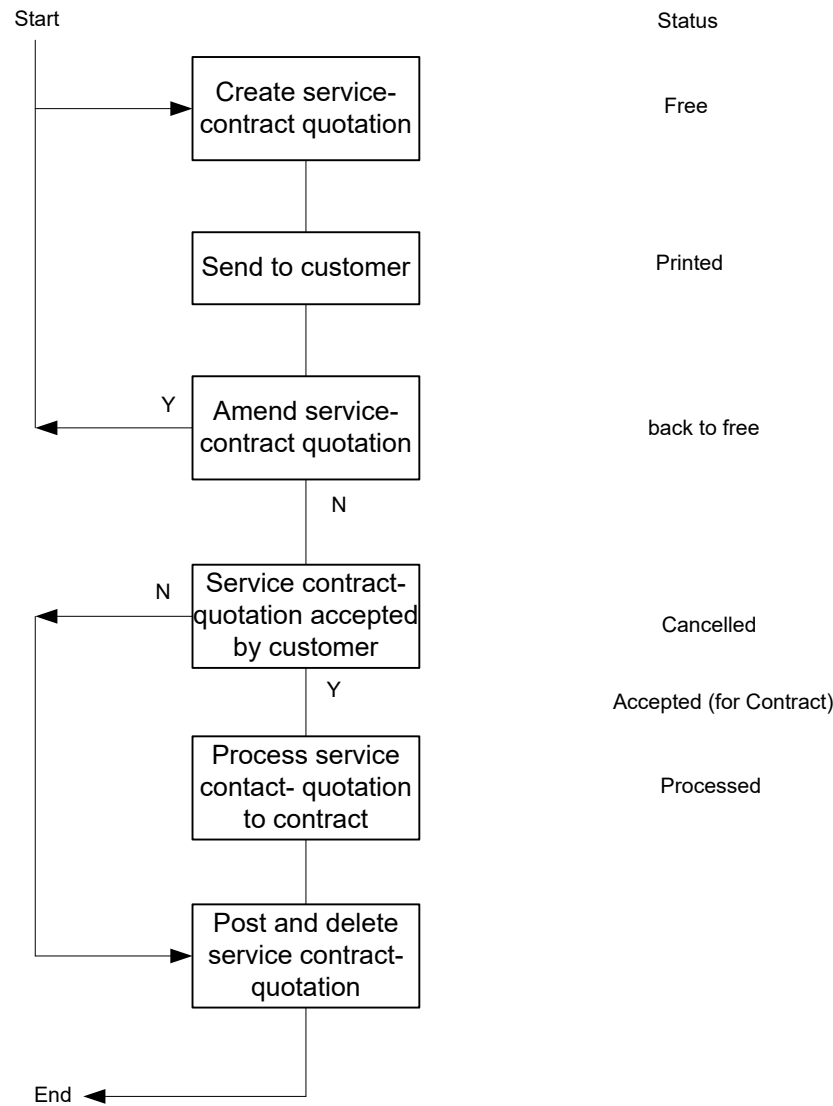 Start
Status
Create service-
contract quotation
Free
Send to customer
Printed
Y
Amend service-
contract quotation
back to free
N
N
Service contract-
quotation accepted
by customer
Cancelled
Y
Accepted (for Contract)
Process service
contact- quotation
to contract
Processed
Post and delete
service contract-
quotation
End